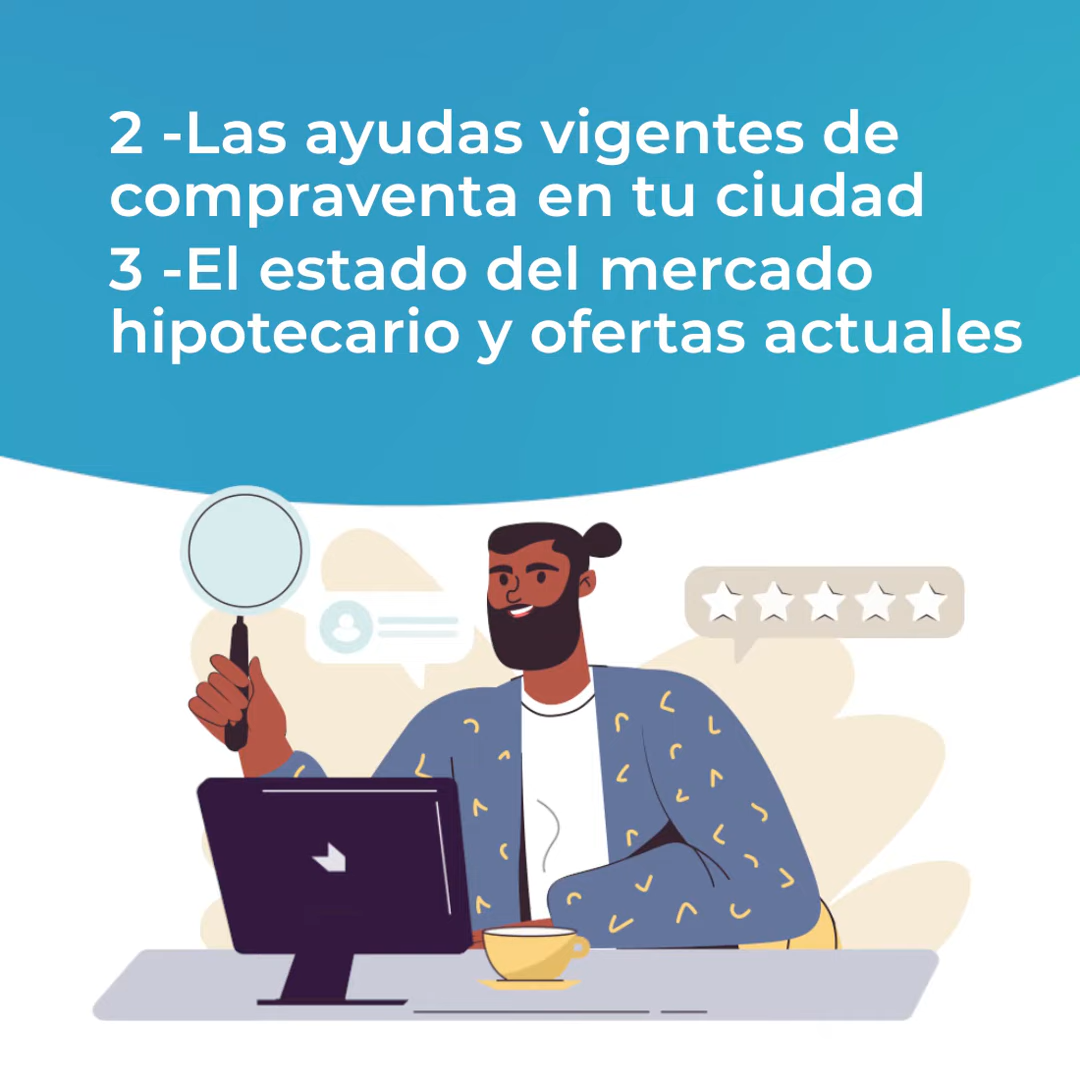 2 -Las ayudas vigentes de
compraventa en tu ciudad
3 -El estado del mercado
hipotecario y ofertas actuales